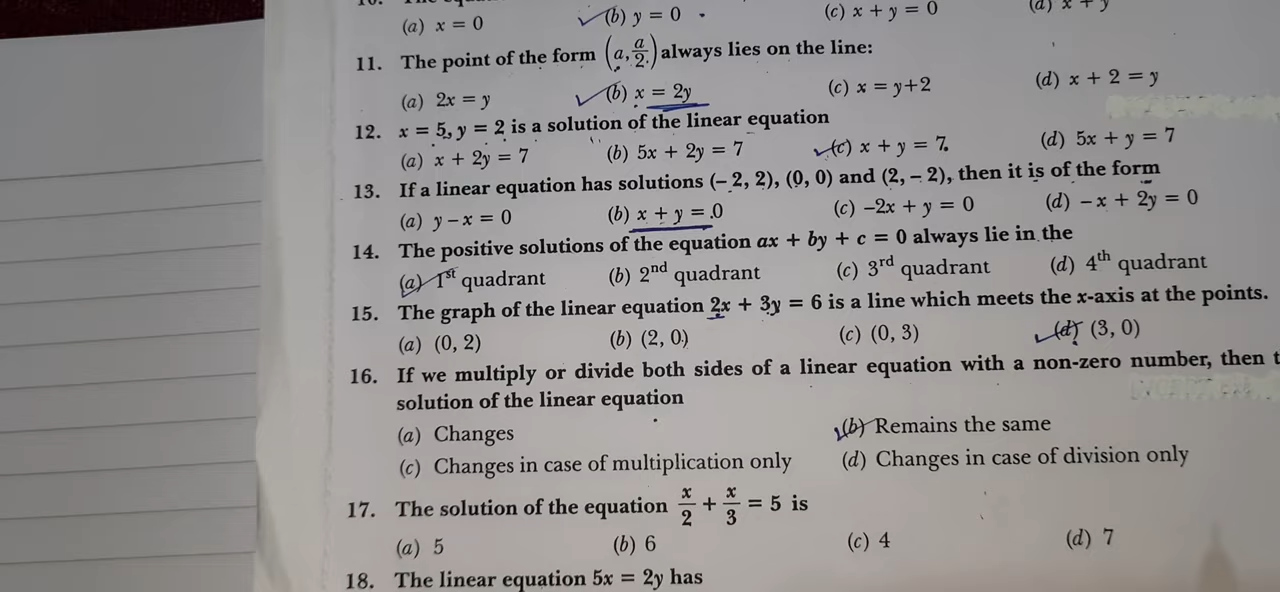 (a) x = 0 (b) y = 0 (c) x + y = 0 (d) x + y
11. The point of the form (a, a/2) always lies on the line:
(a) 2x = y (b) x = 2y (c) x = y+2 (d) x + 2 = y
12. x = 5, y = 2 is a solution of the linear equation
(a) x + 2y = 7 (b) 5x + 2y = 7 (c) x + y = 7. (d) 5x + y = 7
13. If a linear equation has solutions (– 2, 2), (0, 0) and (2, – 2), then it is of the form
(a) y – x = 0 (b) x + y = 0 (c) –2x + y = 0 (d) – x + 2y = 0
14. The positive solutions of the equation ax + by + c = 0 always lie in the
(a) 1st quadrant (b) 2nd quadrant (c) 3rd quadrant (d) 4th quadrant
15. The graph of the linear equation 2x + 3y = 6 is a line which meets the x-axis at the points.
(a) (0, 2) (b) (2, 0) (c) (0, 3) (d) (3, 0)
16. If we multiply or divide both sides of a linear equation with a non-zero number, then
solution of the linear equation
(a) Changes (b) Remains the same
(c) Changes in case of multiplication only (d) Changes in case of division only
17. The solution of the equation x/2 + x/3 = 5 is
(a) 5 (b) 6 (c) 4 (d) 7
18. The linear equation 5x = 2y has